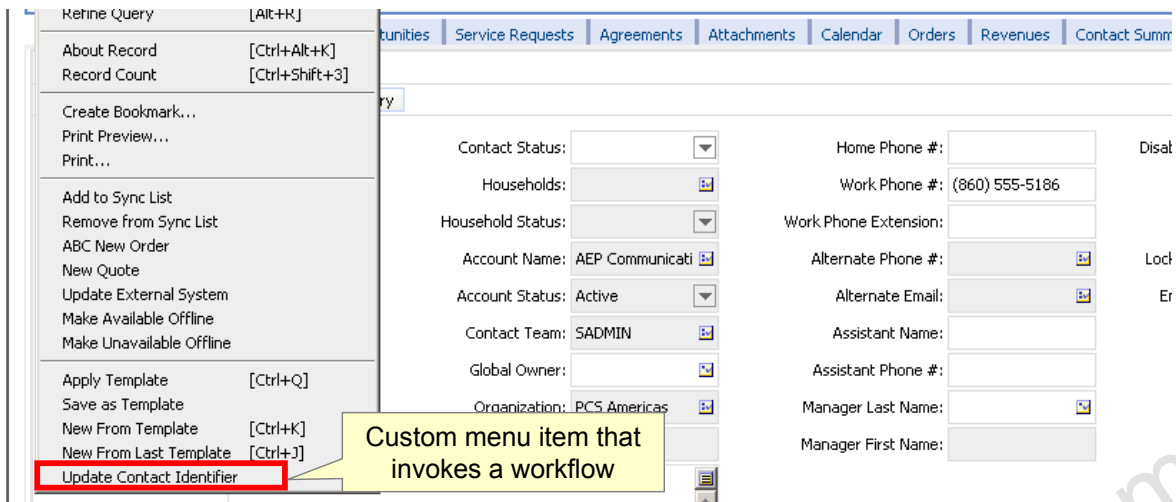 Refine Query [Alt+R]
About Record [Ctrl+Alt+K]
Record Count [Ctrl+Shift+3]
Create Bookmark...
Print Preview...
Print...
Add to Sync List
Remove from Sync List
ABC New Order
New Quote
Update External System
Make Available Offline
Make Unavailable Offline
Apply Template [Ctrl+Q]
Save as Template
New From Template [Ctrl+K]
New From Last Template [Ctrl+J]
Update Contact Identifier
Service Requests Agreements Attachments Calendar Orders Revenues Contact
Contact Status:
Households:
Household Status:
Account Name: AEP Communicati
Account Status: Active
Contact Team: SADMIN
Global Owner:
Organization: PCS Americas
Home Phone #:
Work Phone #: (860) 555-5186
Work Phone Extension:
Alternate Phone #:
Alternate Email:
Assistant Name:
Assistant Phone #:
Manager Last Name:
Manager First Name:
Custom menu item that
invokes a workflow